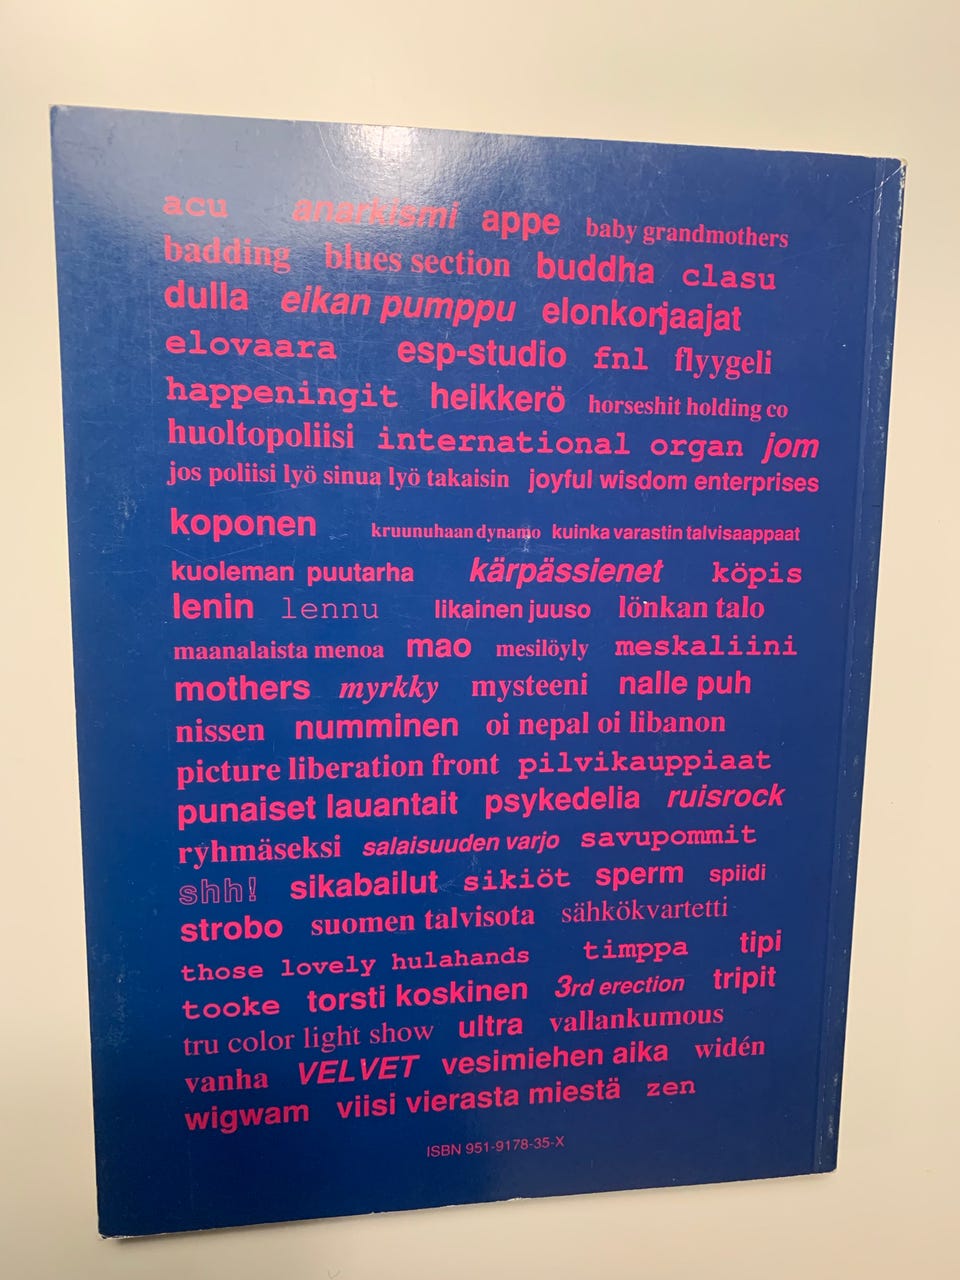 acu anarkismi appe baby grandmothers
badding blues section buddha clasu
dulla eikan pumppu elonkorjaajat
elovaara esp-studio fnl flyygeli
happeningit heikkerö horseshit holding co
huoltopoliisi international organ jom
jos poliisi lyö sinua lyö takaisin joyful wisdom enterprises
koponen kruunuhaan dynamo kuinka varastin talvisaappaat
kuoleman puutarha kärpässienet köpis
lenin lennu likainen juuso lönkan talo
maanalaista menoa mao mesilöyly meskaliini
mothers myrkky mysteeni nalle puh
nissen numminen oi nepal oi libanon
picture liberation front pilvikauppiaat
punaiset lauantait psykedelia ruisrock
ryhmäseksi salaisuuden varjo savupommit
shh! sikabailut sikiöt sperm spiidi
strobo suomen talvisota sähkökvartetti
those lovely hulahands timppa tipi
tooke torsti koskinen 3rd erection tripit
tru color light show ultra vallankumous
vanha VELVET vesimiehen aika widén
wigwam viisi vierasta miestä zen
ISBN 951-9178-35-X